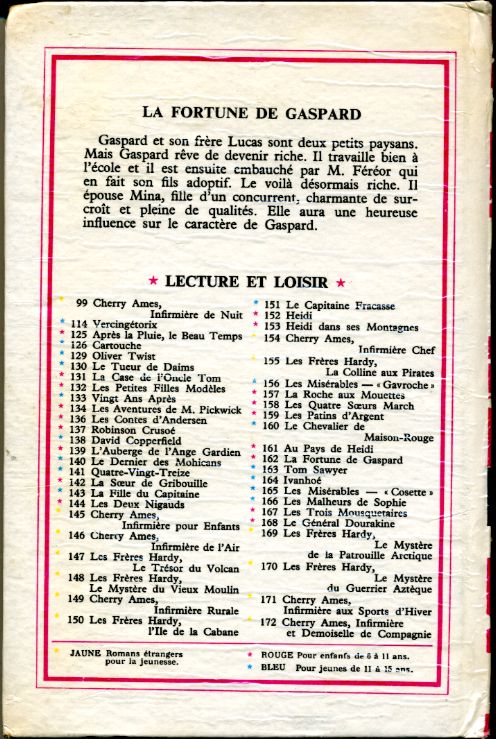 LA FORTUNE DE GASPARD
Gaspard et son frère Lucas sont deux petits paysans.
Mais Gaspard rêve de devenir riche. Il travaille bien à
l'école et il est ensuite embauché par M. Féréor qui
en fait son fils adoptif. Le voilà désormais riche. Il
épouse Mina, fille d'un concurrent, charmante de sur-
croît et pleine de qualités. Elle aura une heureuse
influence sur le caractère de Gaspard.
★ LECTURE ET LOISIR ★
★ 99 Cherry Ames,
Infirmière de Nuit
★ 114 Vercingétorix
★ 125 Après la Pluie, le Beau Temps
★ 126 Cartouche
★ 129 Oliver Twist
★ 130 Le Tueur de Daims
★ 131 La Case de l'Oncle Tom
★ 132 Les Petites Filles Modèles
★ 133 Vingt Ans Après
★ 134 Les Aventures de M. Pickwick
★ 136 Les Contes d'Andersen
★ 137 Robinson Crusoé
★ 138 David Copperfield
★ 139 L'Auberge de l'Ange Gardien
★ 140 Le Dernier des Mohicans
★ 141 Quatre-Vingt-Treize
★ 142 La Sœur de Gribouille
★ 143 La Fille du Capitaine
★ 144 Les Deux Nigauds
★ 145 Cherry Ames,
Infirmière pour Enfants
★ 146 Cherry Ames,
Infirmière de l'Air
★ 147 Les Frères Hardy,
Le Trésor du Volcan
★ 148 Les Frères Hardy,
Le Mystère du Vieux Moulin
★ 149 Cherry Ames,
Infirmière Rurale
★ 150 Les Frères Hardy,
l'Ile de la Cabane
★ 151 Le Capitaine Fracasse
★ 152 Heidi
★ 153 Heidi dans ses Montagnes
★ 154 Cherry Ames,
Infirmière Chef
★ 155 Les Frères Hardy,
La Colline aux Pirates
★ 156 Les Misérables — « Gavroche »
★ 157 La Roche aux Mouettes
★ 158 Les Quatre Sœurs March
★ 159 Les Patins d'Argent
★ 160 Le Chevalier de
Maison-Rouge
★ 161 Au Pays de Heidi
★ 162 La Fortune de Gaspard
★ 163 Tom Sawyer
★ 164 Ivanhoé
★ 165 Les Misérables — « Cosette »
★ 166 Les Malheurs de Sophie
★ 167 Les Trois Mousquetaires
★ 168 Le Général Dourakine
★ 169 Les Frères Hardy,
Le Mystère
de la Patrouille Arctique
★ 170 Les Frères Hardy,
Le Mystère
du Guerrier Aztèque
★ 171 Cherry Ames,
Infirmière aux Sports d'Hiver
★ 172 Cherry Ames, Infirmière
et Demoiselle de Compagnie
★ JAUNE Romans étrangers
pour la jeunesse.
★ ROUGE Pour enfants de 6 à 11 ans.
★ BLEU Pour jeunes de 11 à 15 ans.